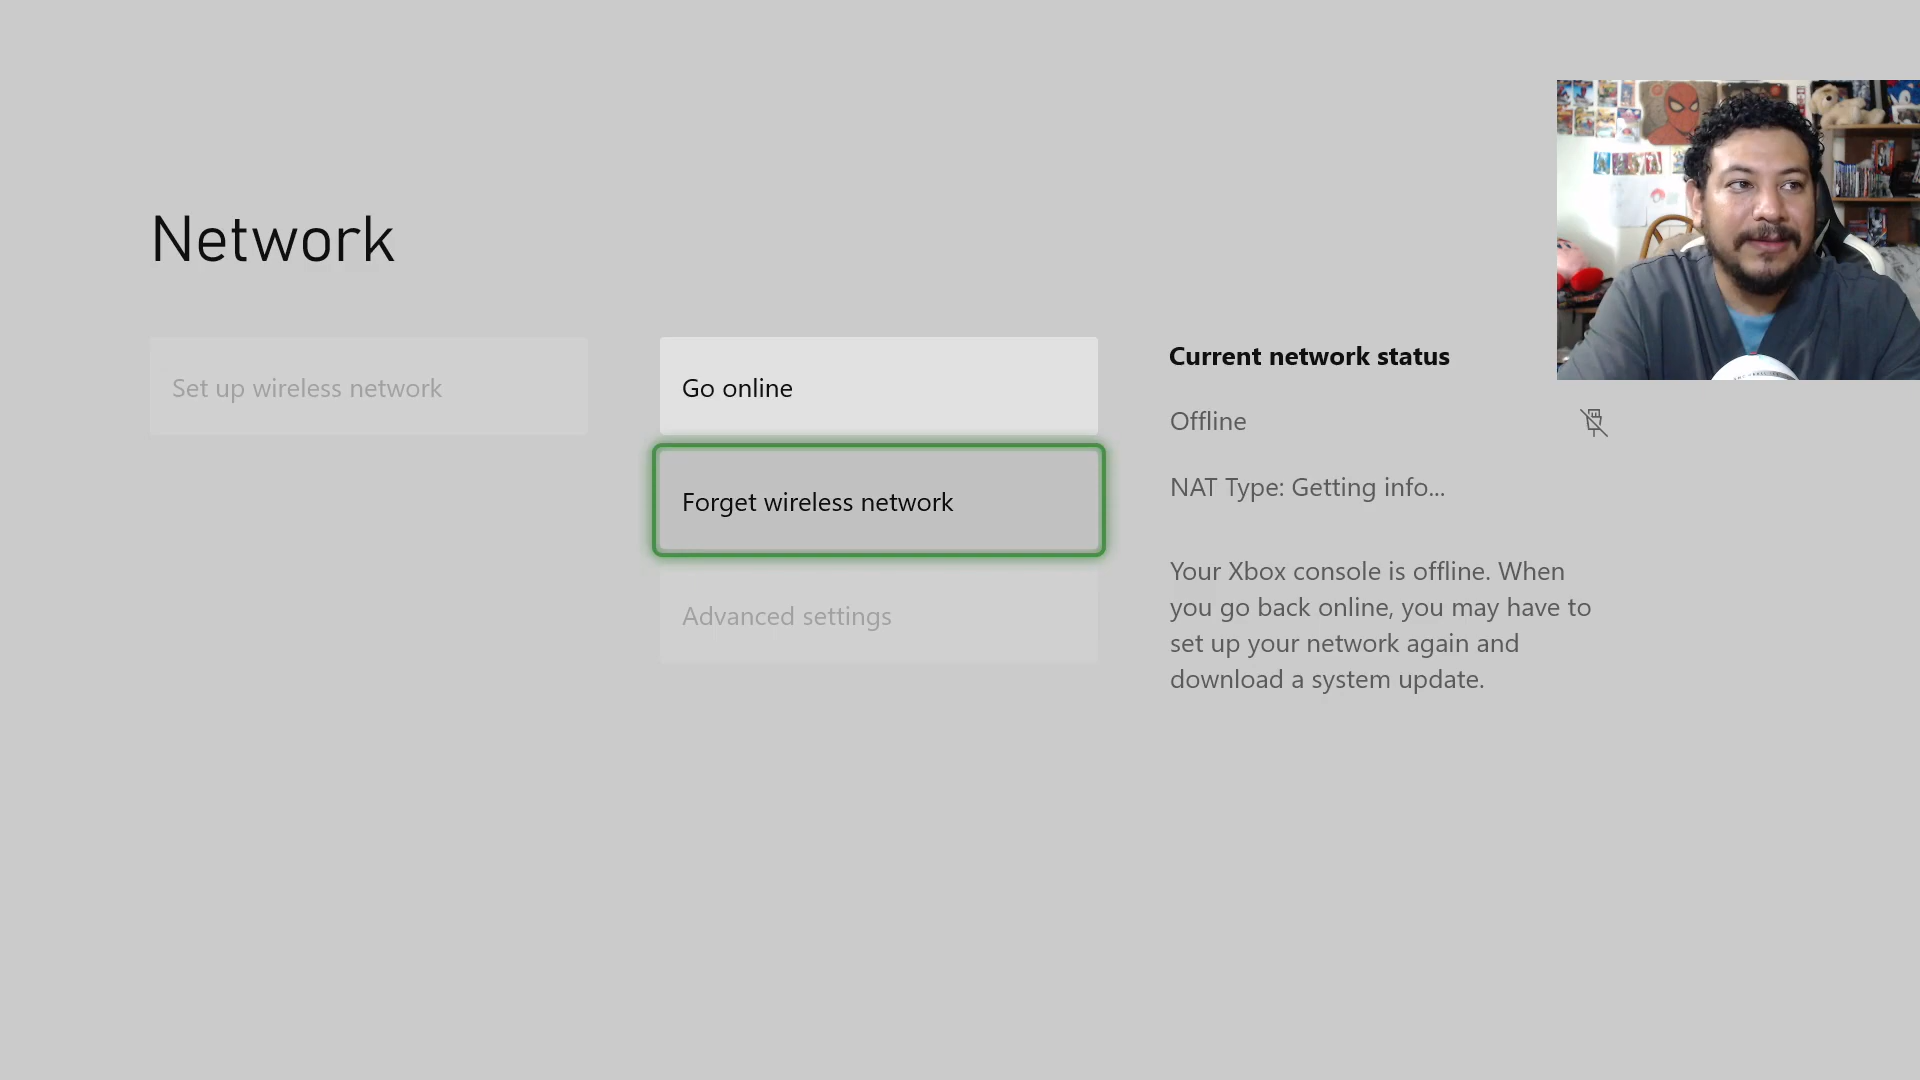 Network
Set up wireless network
Go online
Forget wireless network
Advanced settings
Current network status
Offline
NAT Type: Getting info...
Your Xbox console is offline. When
you go back online, you may have to
set up your network again and
download a system update.